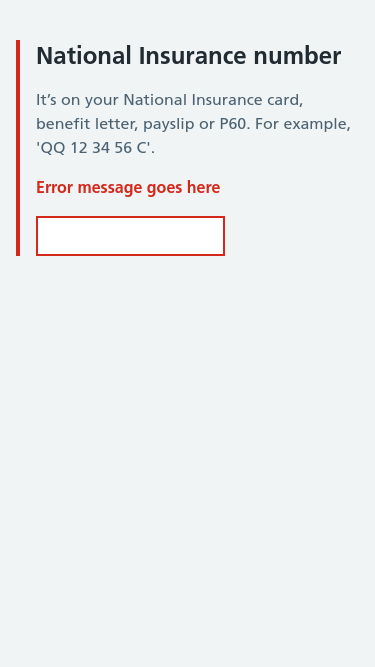 National Insurance number
It’s on your National Insurance card,
benefit letter, payslip or P60. For example,
'QQ 12 34 56 C'.
Error message goes here